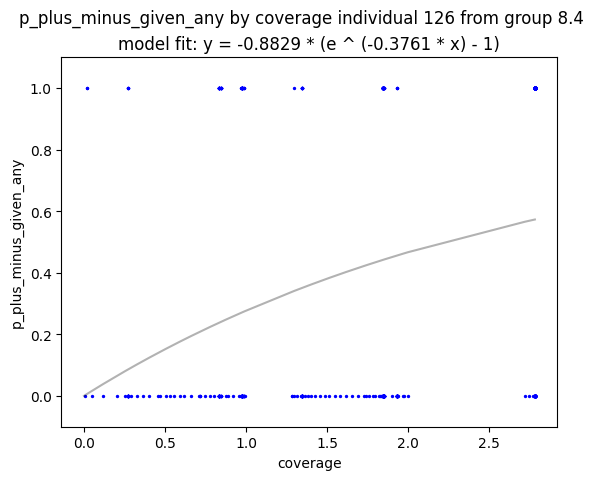 p_plus_minus_given_any by coverage individual 126 from group 8.4
model fit: y = -0.8829 * (e ^ (-0.3761 * x) - 1)
1.0
0.8
0.6
0.4
0.2
0.0
p_plus_minus_given_any
0.0 0.5 1.0 1.5 2.0 2.5
coverage